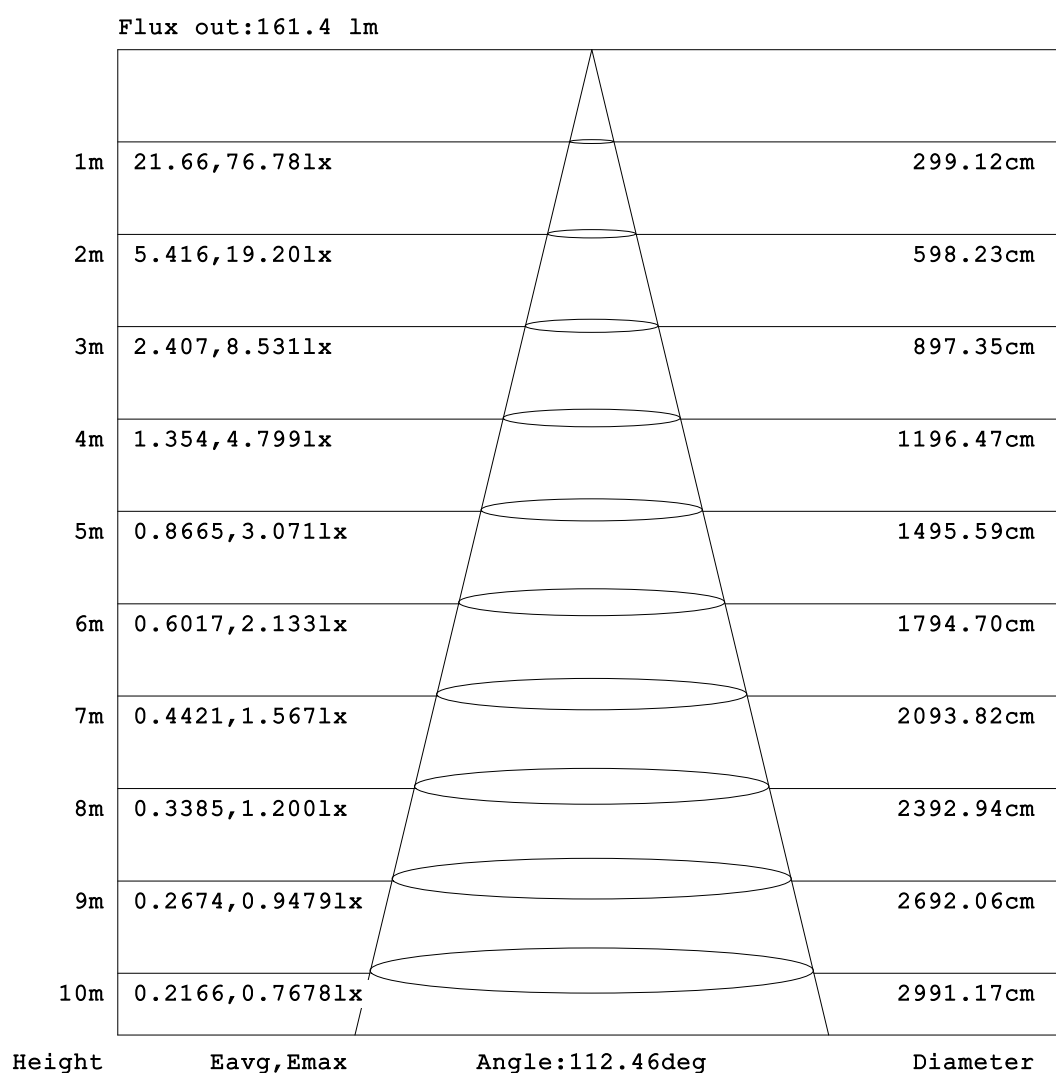 Flux out:161.4 lm
1m 21.66,76.78lx 299.12cm
2m 5.416,19.20lx 598.23cm
3m 2.407,8.531lx 897.35cm
4m 1.354,4.799lx 1196.47cm
5m 0.8665,3.071lx 1495.59cm
6m 0.6017,2.133lx 1794.70cm
7m 0.4421,1.567lx 2093.82cm
8m 0.3385,1.200lx 2392.94cm
9m 0.2674,0.9479lx 2692.06cm
10m 0.2166,0.7678lx 2991.17cm
Height Eavg,Emax Angle:112.46deg Diameter